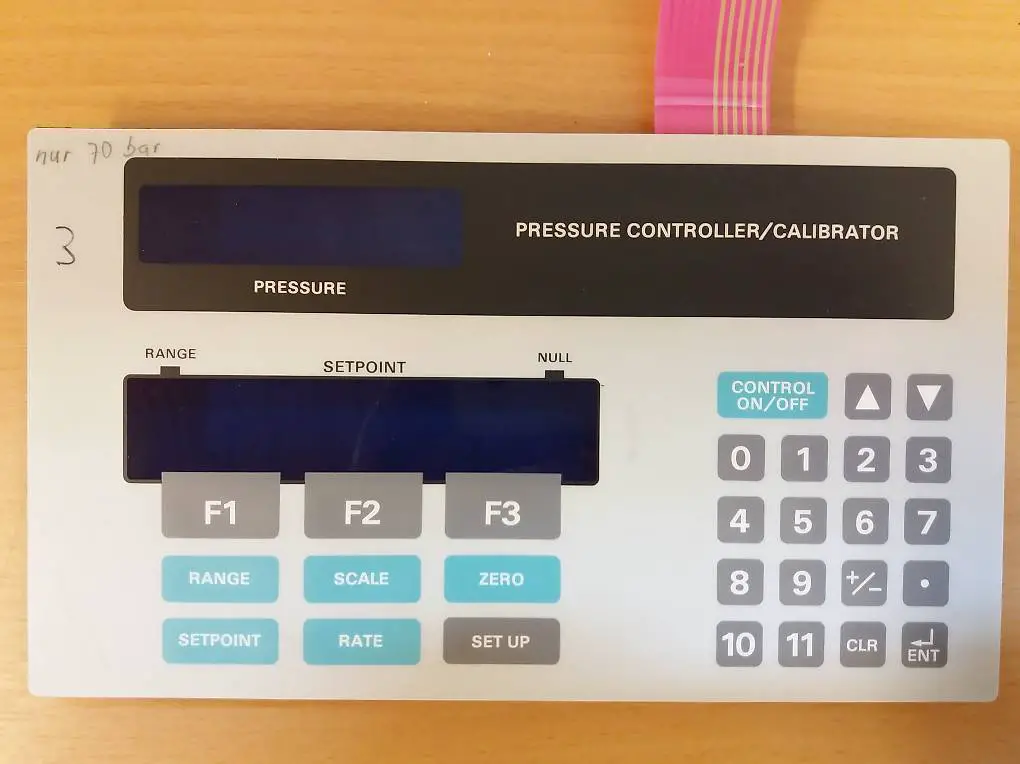 nur 70 bar
3
PRESSURE CONTROLLER/CALIBRATOR
PRESSURE
RANGE
SETPOINT
NULL
F1 F2 F3
RANGE SCALE ZERO
SETPOINT RATE SET UP
CONTROL
ON/OFF
0 1 2 3
4 5 6 7
8 9 +/- .
10 11 CLR ENT